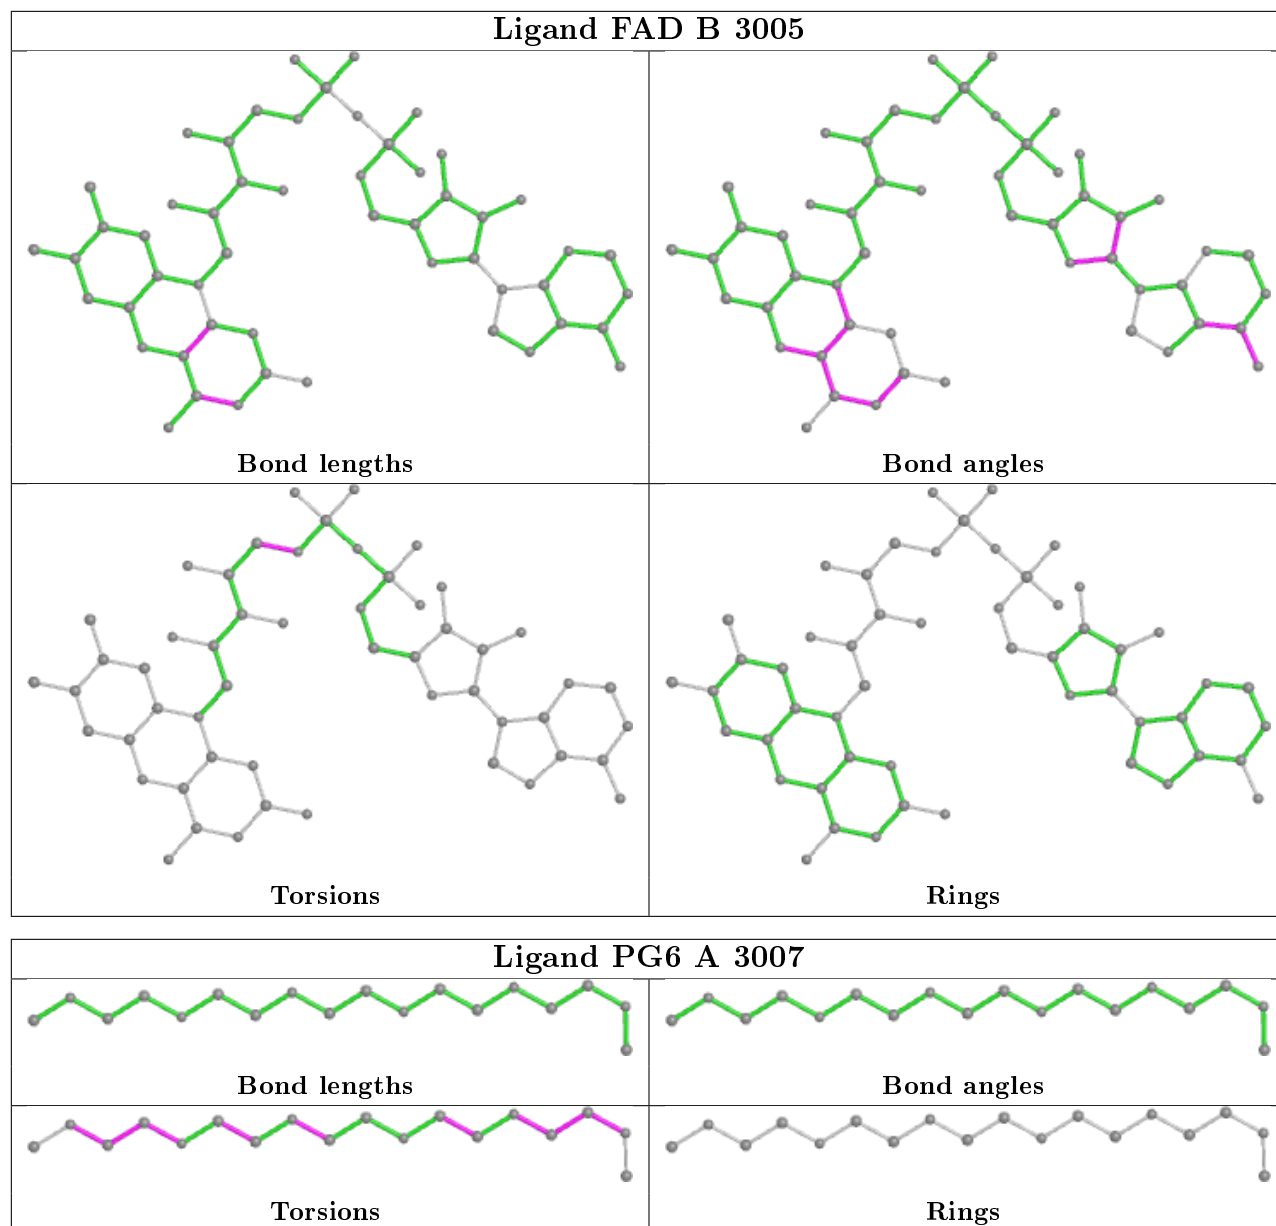 Ligand FAD B 3005
Bond lengths
Bond angles
Torsions
Rings
Ligand PG6 A 3007
Bond lengths
Bond angles
Torsions
Rings